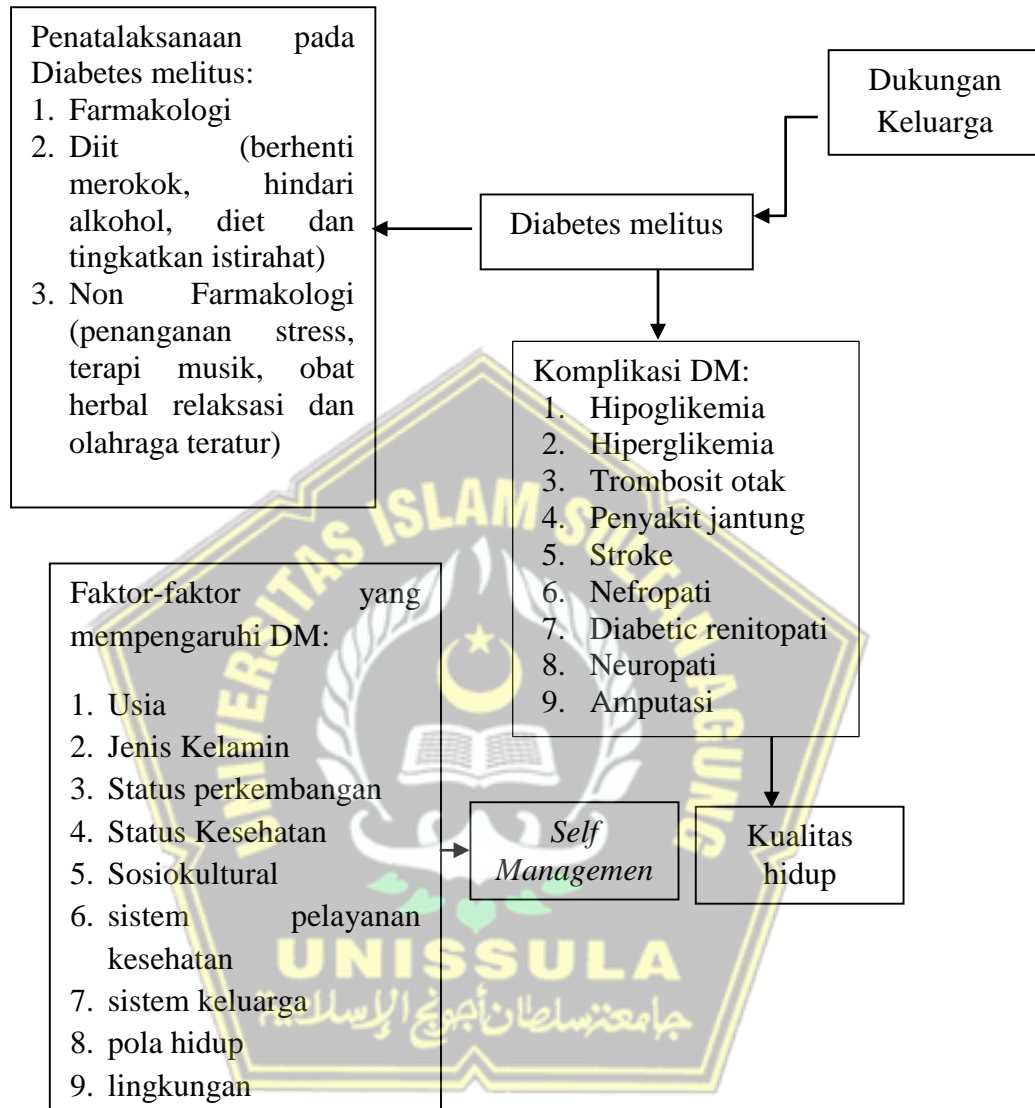 Penatalaksanaan pada
Diabetes melitus:
1. Farmakologi
2. Diit (berhenti
merokok, hindari
alkohol, diet dan
tingkatkan istirahat)
3. Non Farmakologi
(penanganan stress,
terapi musik, obat
herbal relaksasi dan
olahraga teratur)
Dukungan
Keluarga
Diabetes melitus
Komplikasi DM:
1. Hipoglikemia
2. Hiperglikemia
3. Trombosit otak
4. Penyakit jantung
5. Stroke
6. Nefropati
7. Diabetic renitopati
8. Neuropati
9. Amputasi
Faktor-faktor yang
mempengaruhi DM:
1. Usia
2. Jenis Kelamin
3. Status perkembangan
4. Status Kesehatan
5. Sosiokultural
6. sistem pelayanan
kesehatan
7. sistem keluarga
8. pola hidup
9. lingkungan
Self
Managemen
Kualitas
hidup
UNIVERSITAS ISLAM SULTAN AGUNG
UNISSULA
جامعة سلطان أجونج الإسلامية